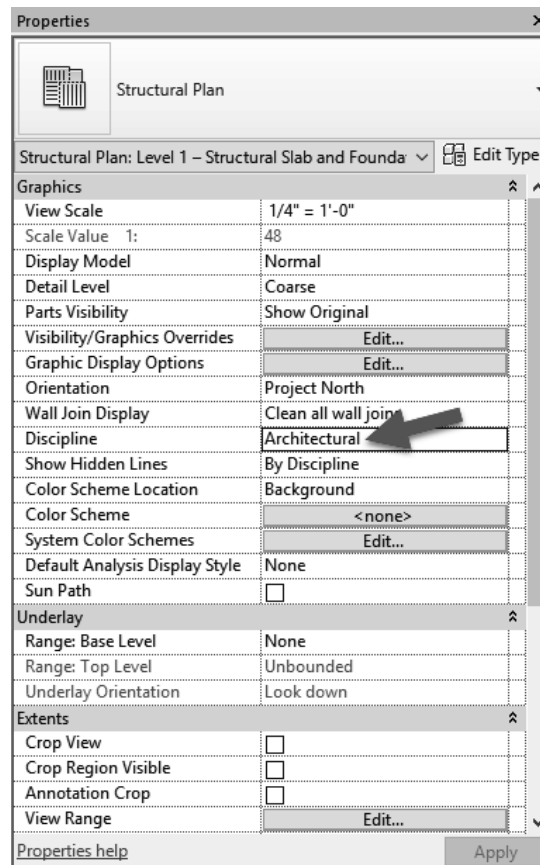 Properties
Structural Plan
Structural Plan: Level 1 – Structural Slab and Founda
Edit Type
Graphics
View Scale 1/4" = 1'-0"
Scale Value 1: 48
Display Model Normal
Detail Level Coarse
Parts Visibility Show Original
Visibility/Graphics Overrides Edit...
Graphic Display Options Edit...
Orientation Project North
Wall Join Display Clean all wall joins
Discipline Architectural
Show Hidden Lines By Discipline
Color Scheme Location Background
Color Scheme <none>
System Color Schemes Edit...
Default Analysis Display Style None
Sun Path
Underlay
Range: Base Level None
Range: Top Level Unbounded
Underlay Orientation Look down
Extents
Crop View
Crop Region Visible
Annotation Crop
View Range Edit...
Properties help Apply